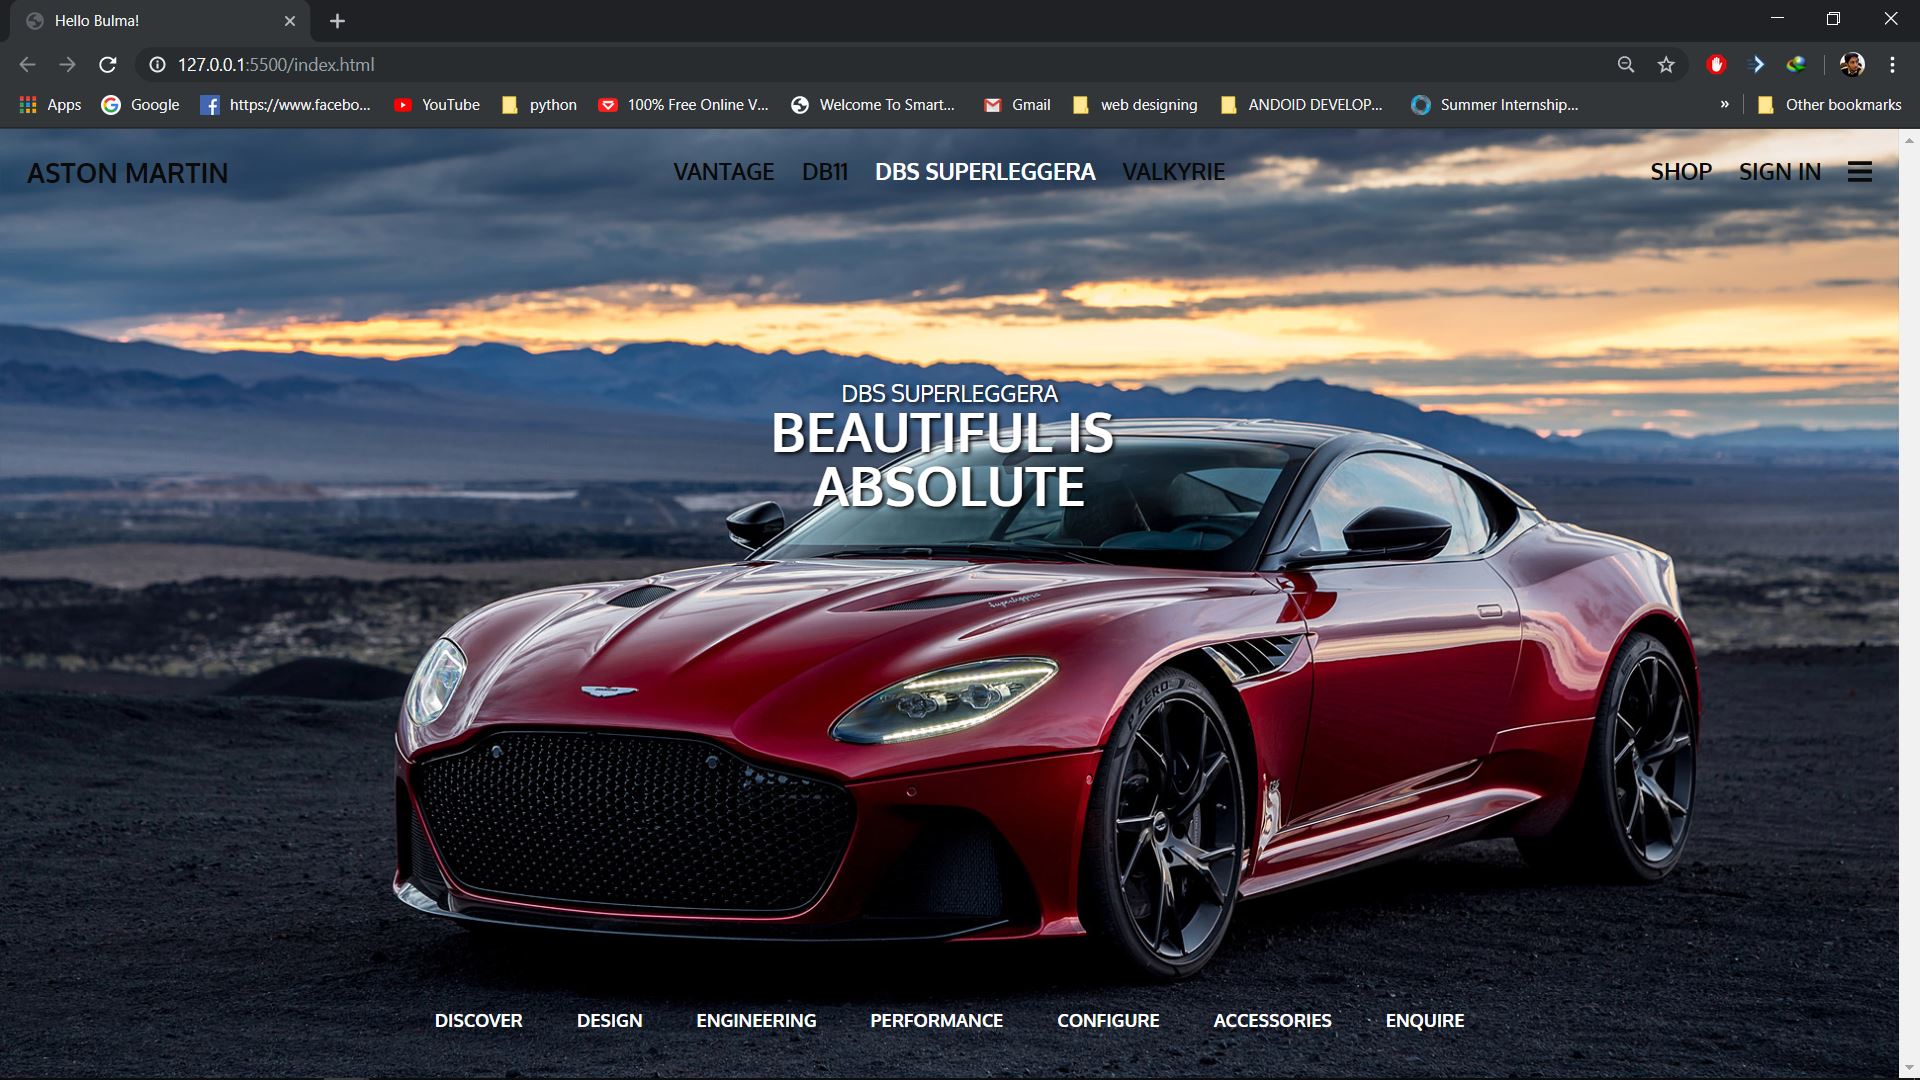 Hello Bulma!
127.0.0.1:5500/index.html
Apps Google https://www.facebo... YouTube python 100% Free Online V... Welcome To Smart... Gmail web designing ANDOID DEVELOP... Summer Internship... » Other bookmarks
ASTON MARTIN VANTAGE DB11 DBS SUPERLEGGERA VALKYRIE SHOP SIGN IN
DBS SUPERLEGGERA
BEAUTIFUL IS
ABSOLUTE
superleggera
P ZERO
DISCOVER DESIGN ENGINEERING PERFORMANCE CONFIGURE ACCESSORIES ENQUIRE